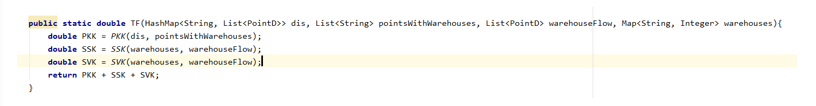 public static double TF(HashMap<String, List<PointD>> dis, List<String> pointsWithWarehouses, List<PointD> warehouseFlow, Map<String, Integer> warehouses){
double PKK = PKK(dis, pointsWithWarehouses);
double SSK = SSK(warehouses, warehouseFlow);
double SVK = SVK(warehouses, warehouseFlow);
return PKK + SSK + SVK;
}